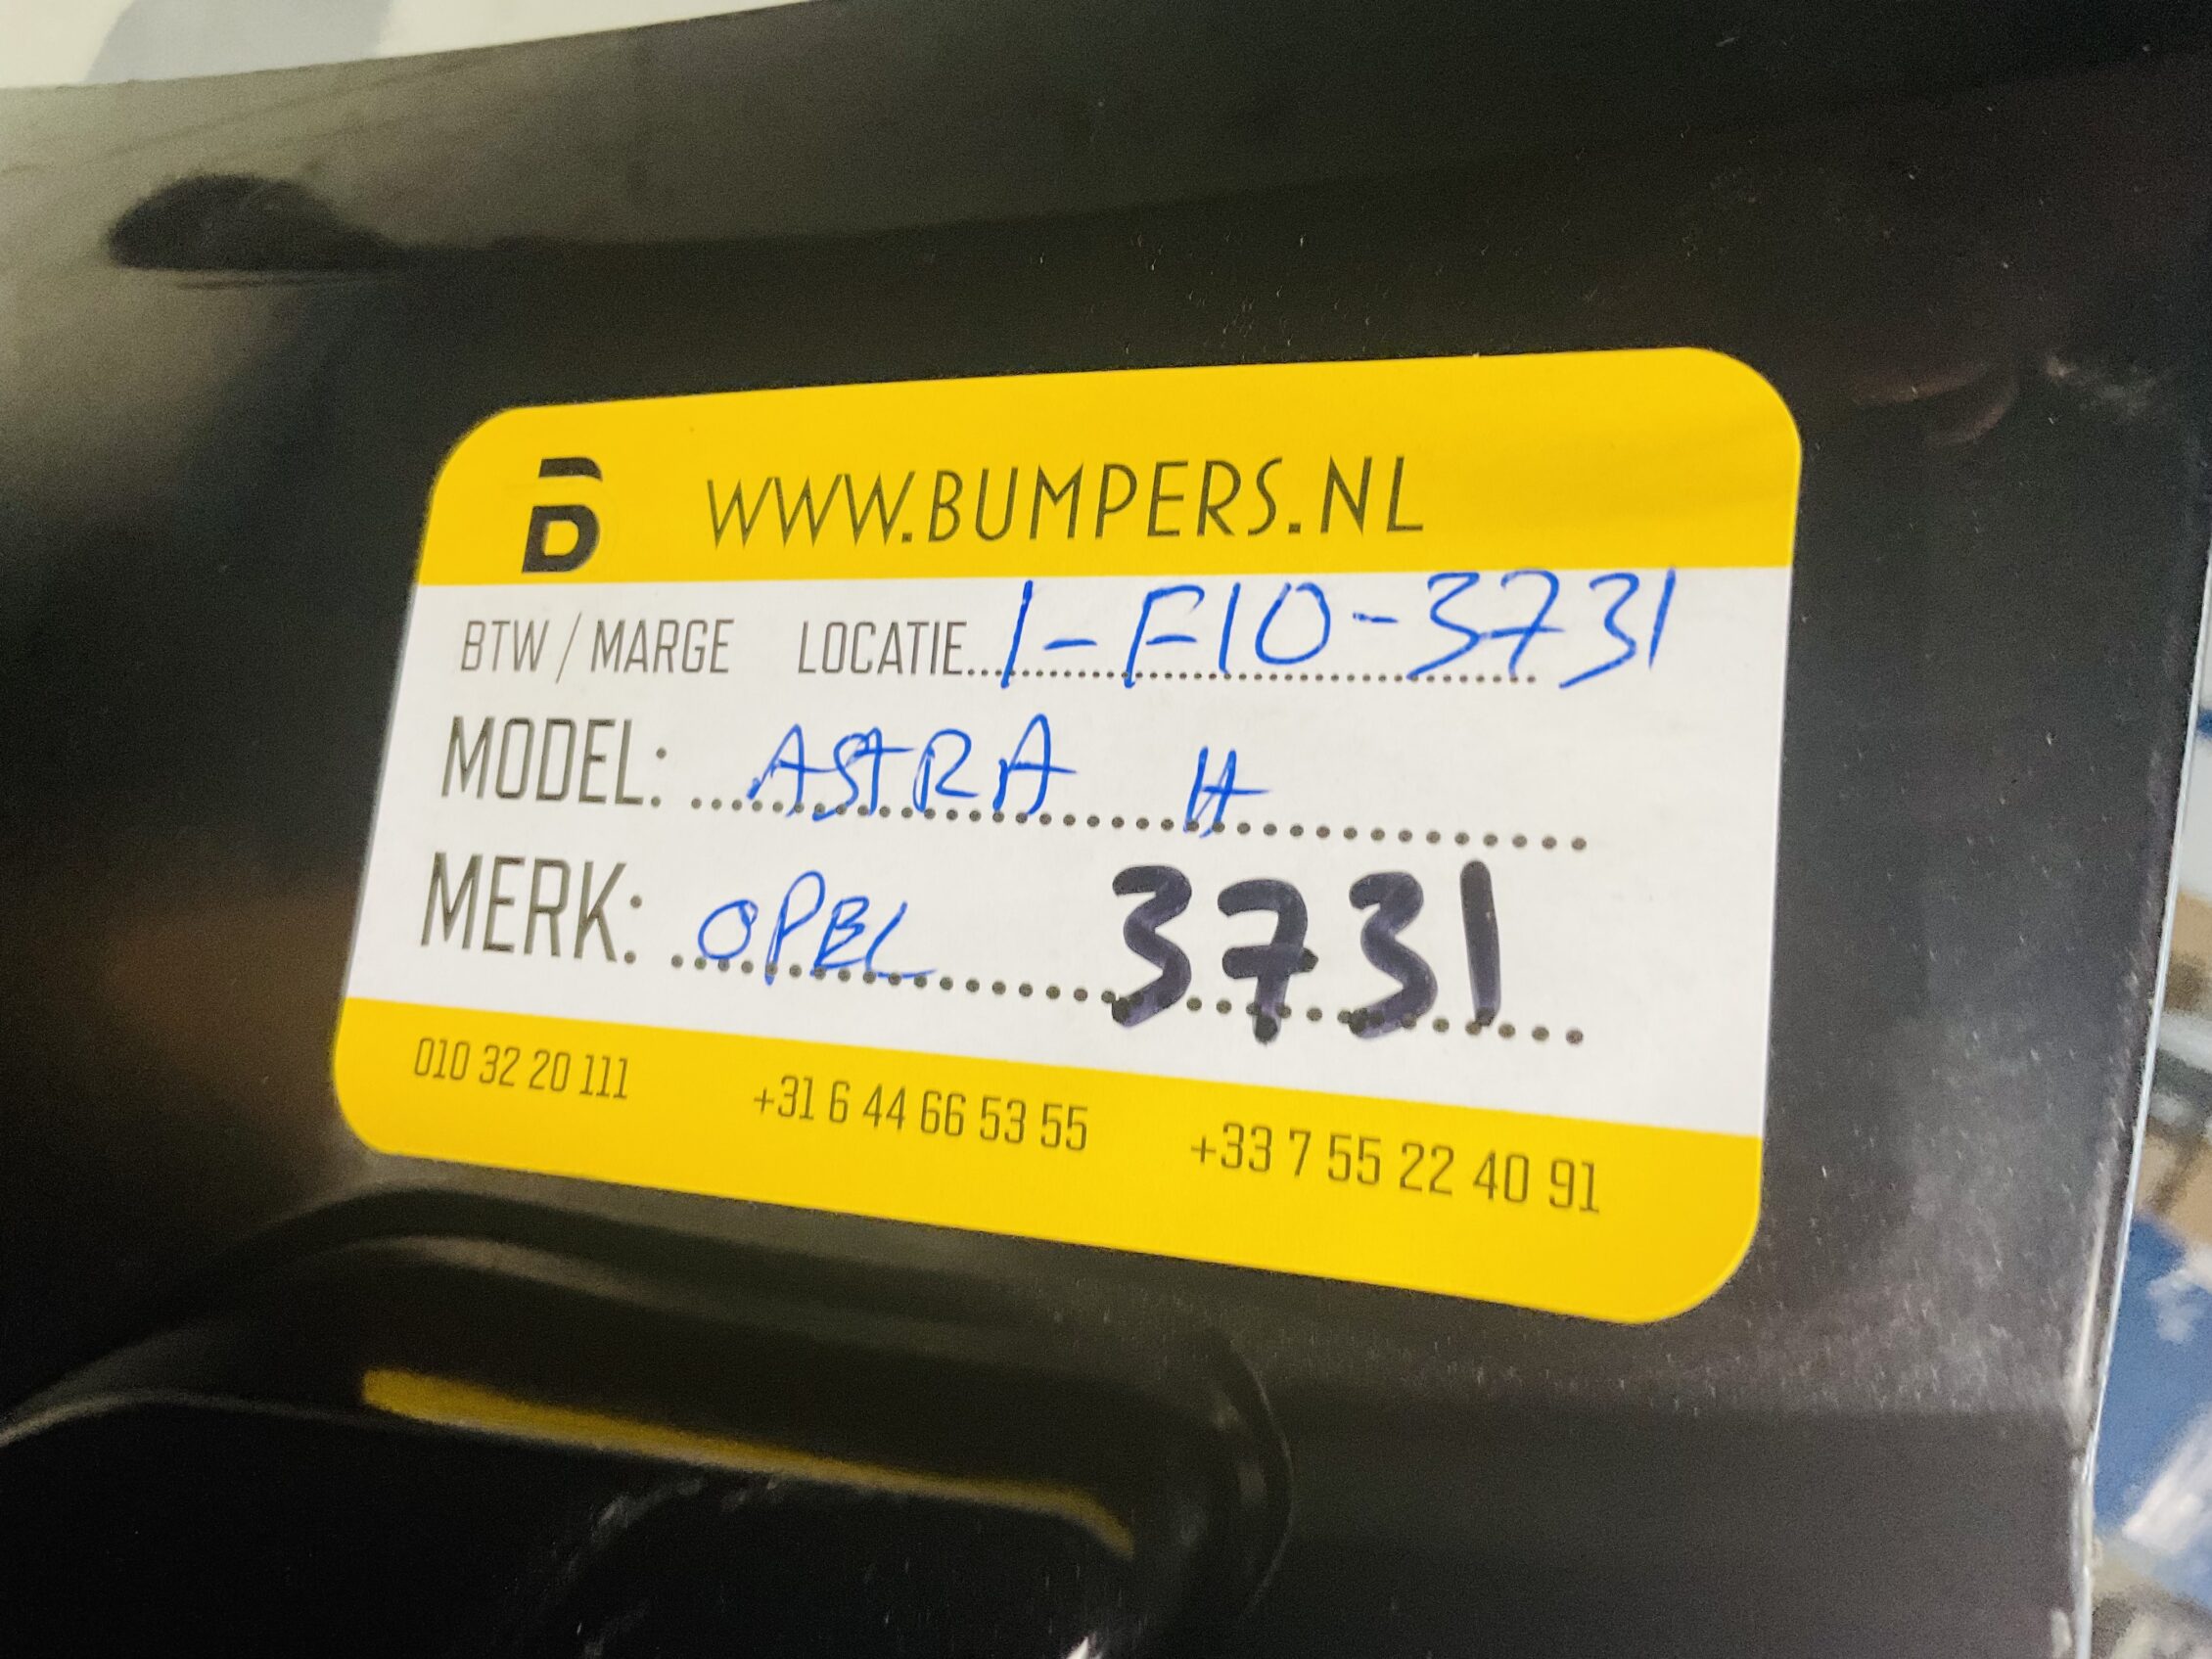 B WWW.BUMPERS.NL
BTW / MARGE LOCATIE...1-F10-3731
MODEL: ASTRA H
MERK: OPEL 3731
010 32 20 111 +31 6 44 66 53 55 +33 7 55 22 40 91